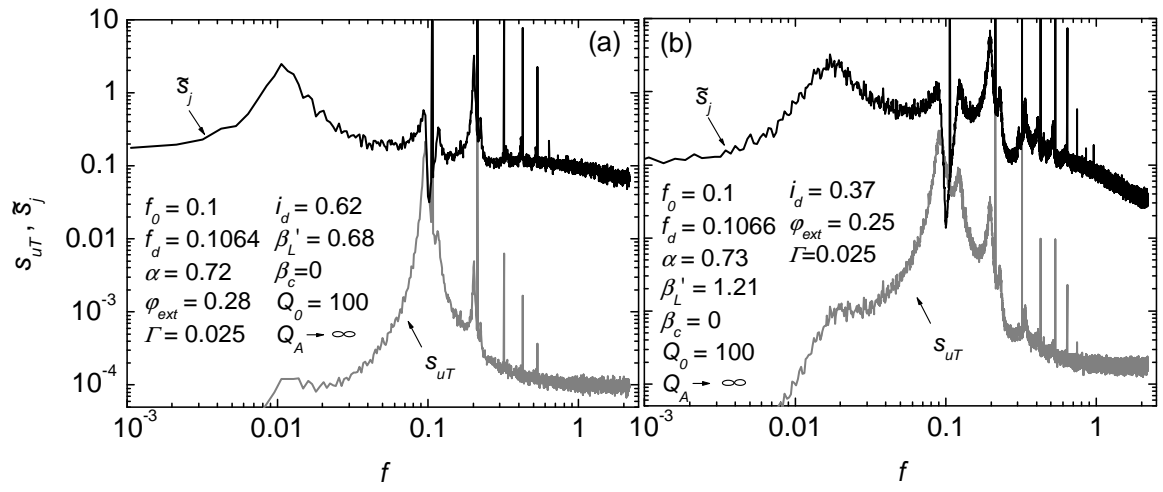 10
1
0.1
0.01
10⁻³
10⁻⁴
s_uT, s̃_j
(a)
s̃_j
f_0 = 0.1
f_d = 0.1064
α = 0.72
φ_ext = 0.28
Γ = 0.025
i_d = 0.62
β_L' = 0.68
β_c=0
Q_0 = 100
Q_A → ∞
s_uT
10⁻³
0.01
0.1
1
f
(b)
s̃_j
f_0 = 0.1
f_d = 0.1066
α = 0.73
β_L' = 1.21
β_c = 0
Q_0 = 100
Q_A → ∞
i_d = 0.37
φ_ext = 0.25
Γ=0.025
s_uT
10⁻³
0.01
0.1
1
f